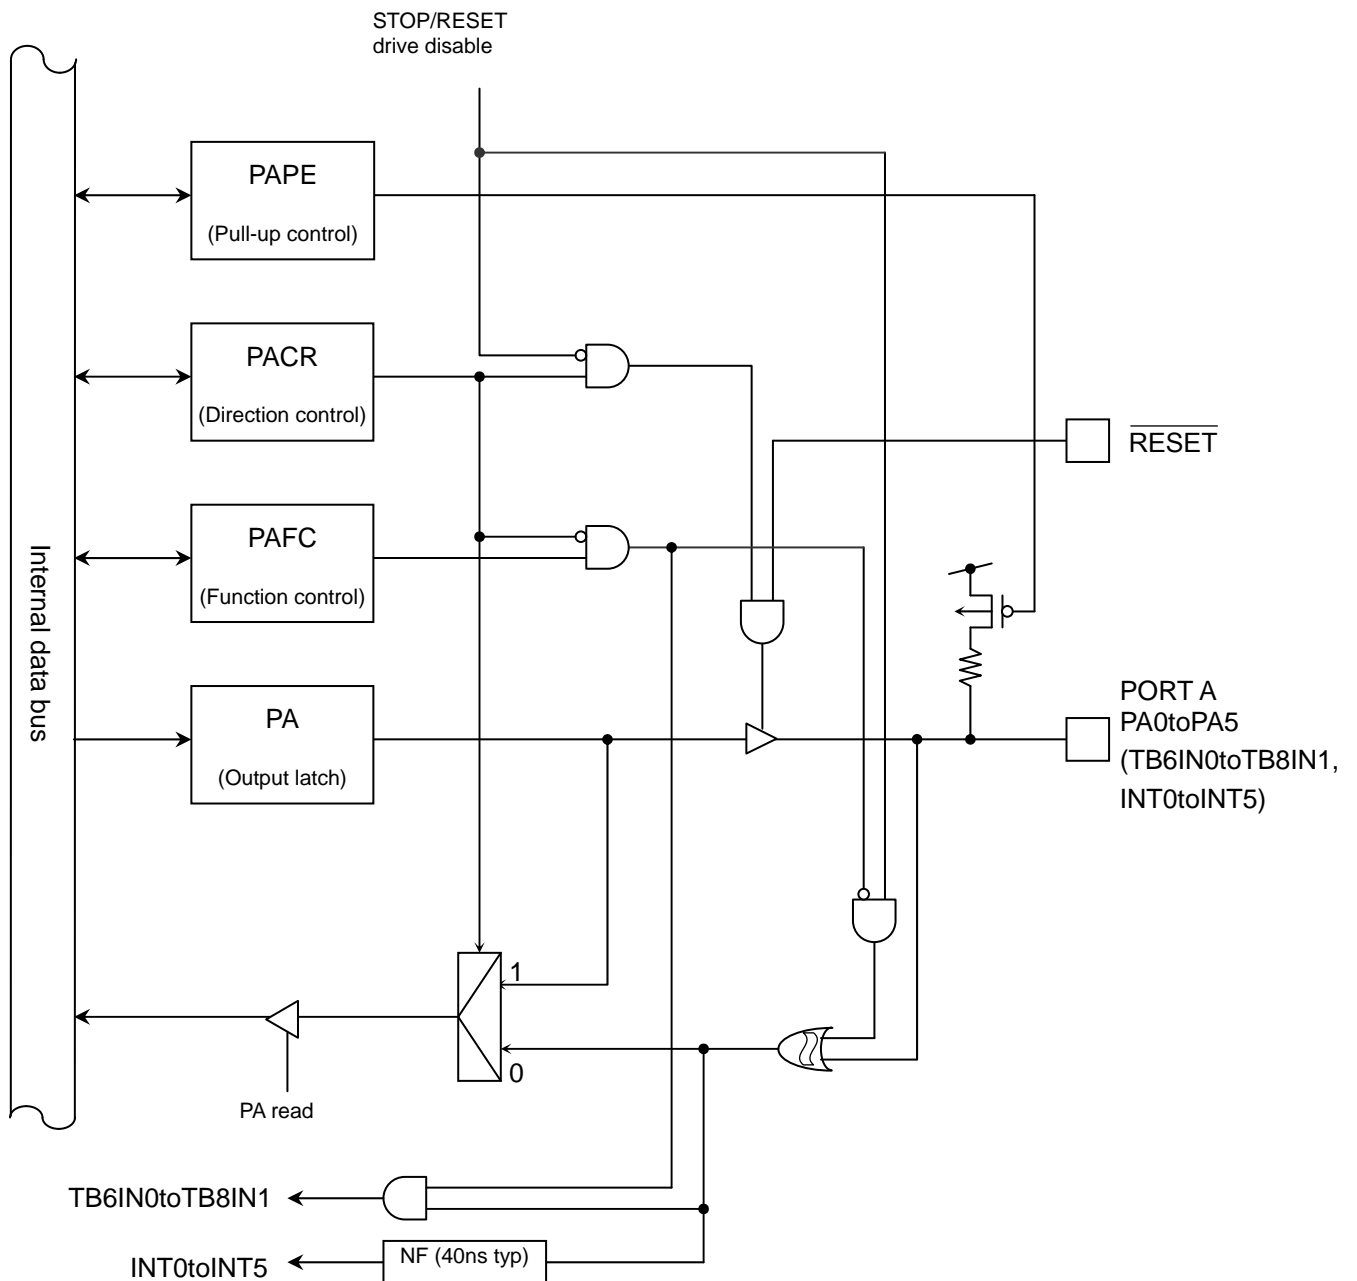 STOP/RESET
drive disable
PAPE
(Pull-up control)
PACR
(Direction control)
RESET
PAFC
(Function control)
Internal data bus
PA
(Output latch)
PORT A
PA0toPA5
(TB6IN0toTB8IN1,
INT0toINT5)
1
0
PA read
TB6IN0toTB8IN1
NF (40ns typ)
INT0toINT5